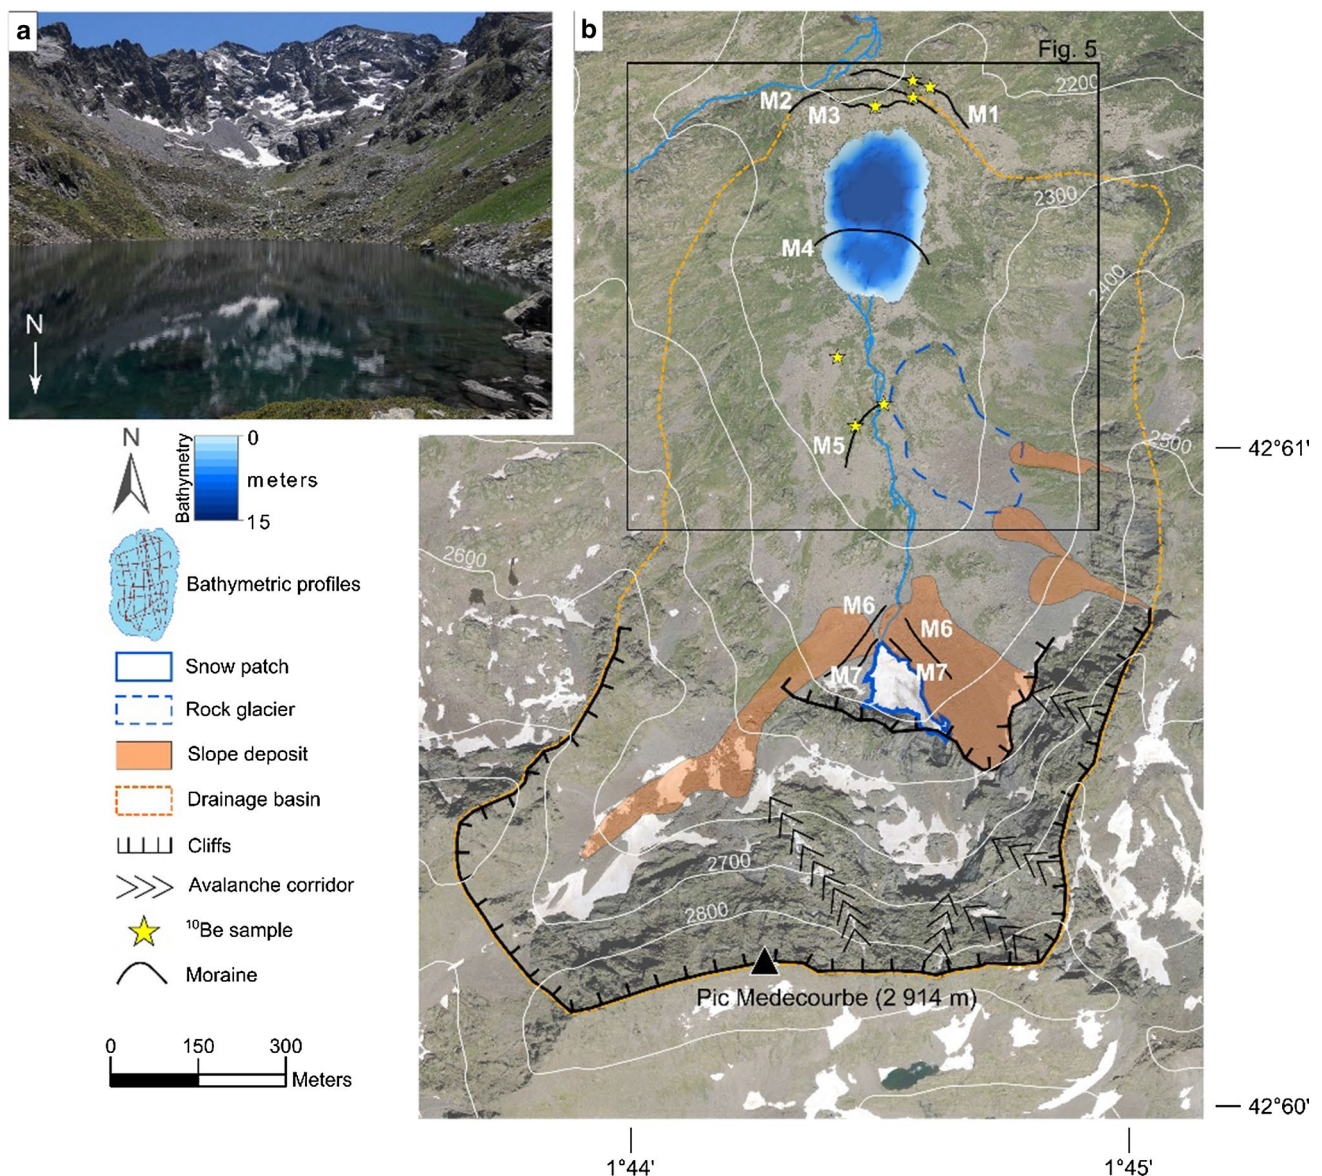 a
N
b
Fig. 5
2200
M2
M3
M1
2300
M4
2400
M5
2500
42°61'
N
Bathymetry
0
meters
15
2600
Bathymetric profiles
M6
M6
Snow patch
M7
M7
Rock glacier
Slope deposit
Drainage basin
Cliffs
2700
Avalanche corridor
2800
¹⁰Be sample
Moraine
Pic Medecourbe (2 914 m)
0 150 300
Meters
42°60'
1°44' 1°45'